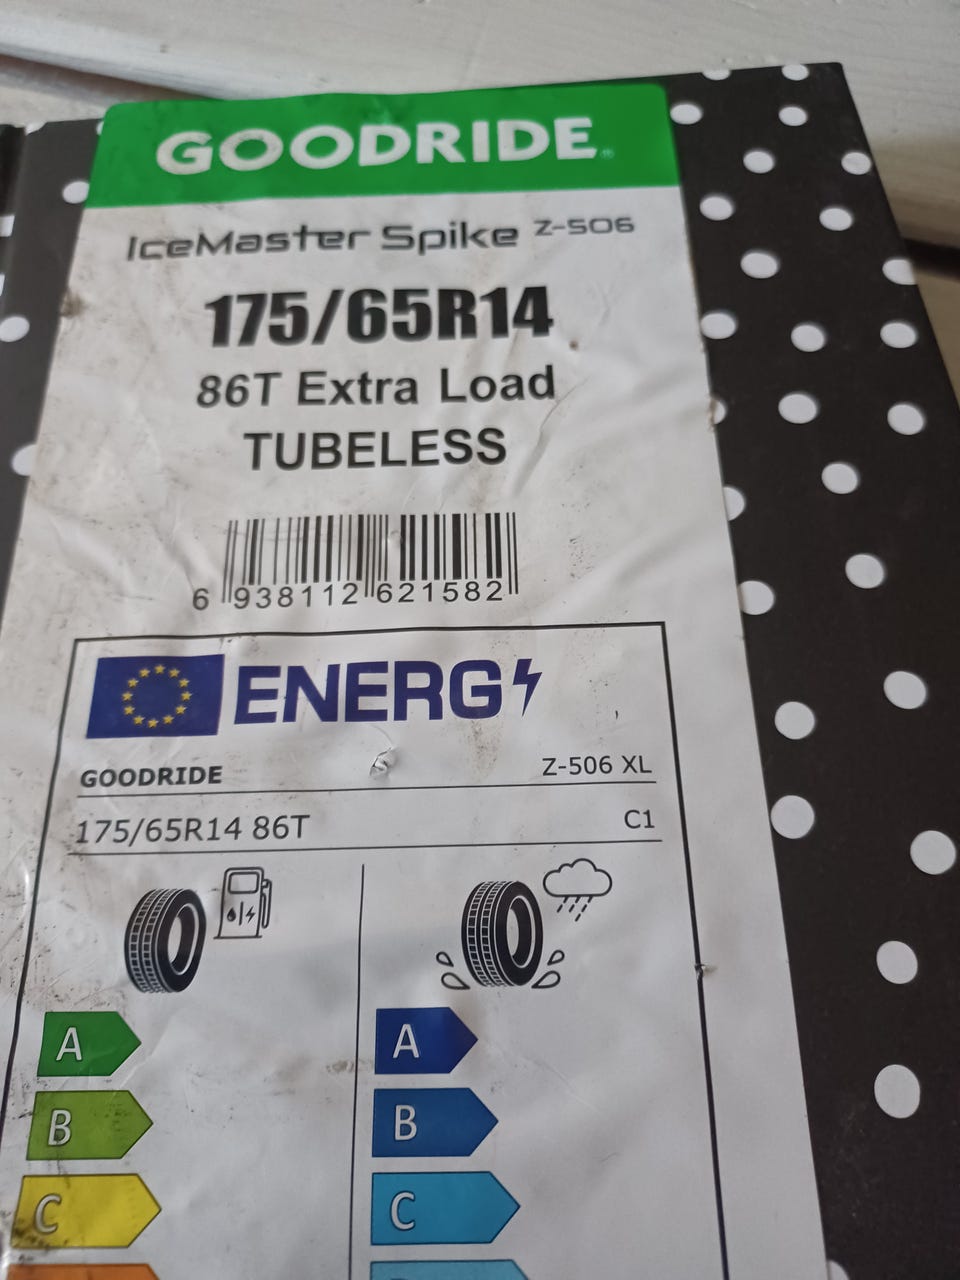 GOODRIDE
IceMaster Spike Z-506
175/65R14
86T Extra Load
TUBELESS
6 938112 621582
ENERG
GOODRIDE Z-506 XL
175/65R14 86T C1
A A
B B
C C